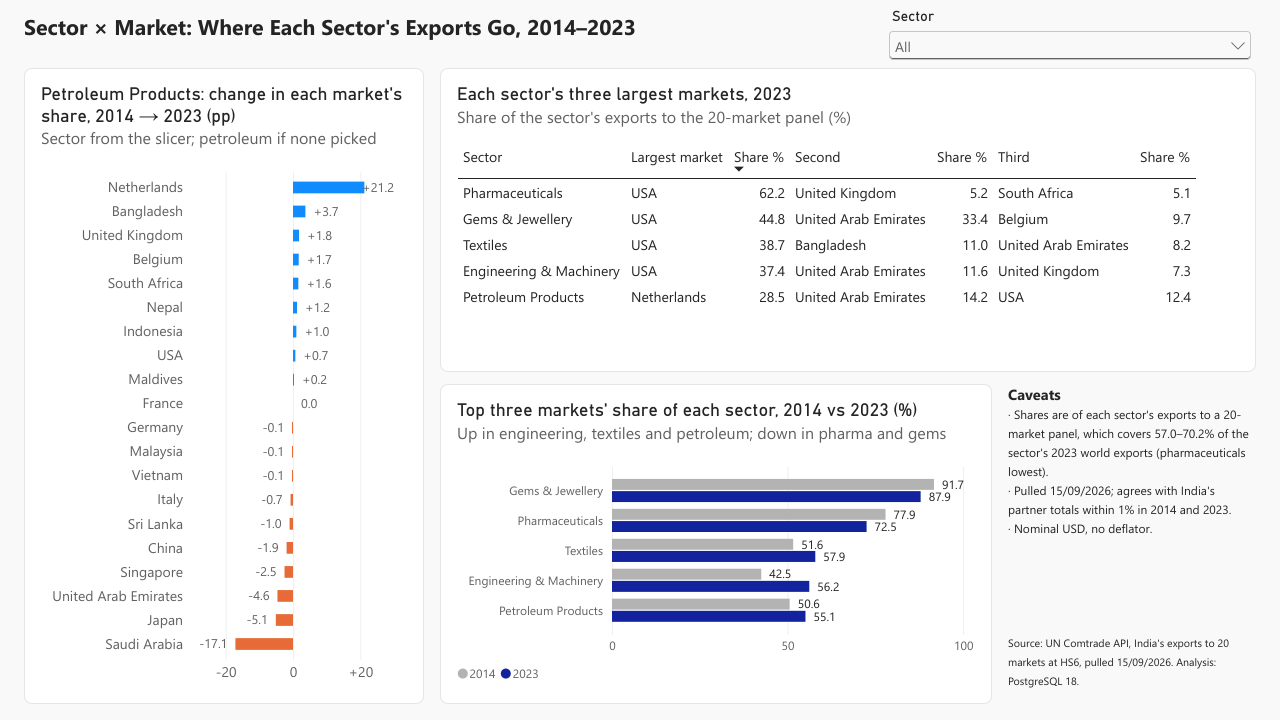 Sector × Market: Where Each Sector's Exports Go, 2014–2023
Sector
All
Petroleum Products: change in each market's
share, 2014 → 2023 (pp)
Sector from the slicer; petroleum if none picked
Netherlands +21.2
Bangladesh +3.7
United Kingdom +1.8
Belgium +1.7
South Africa +1.6
Nepal +1.2
Indonesia +1.0
USA +0.7
Maldives +0.2
France 0.0
Germany -0.1
Malaysia -0.1
Vietnam -0.1
Italy -0.7
Sri Lanka -1.0
China -1.9
Singapore -2.5
United Arab Emirates -4.6
Japan -5.1
Saudi Arabia -17.1
-20 0 +20
Each sector's three largest markets, 2023
Share of the sector's exports to the 20-market panel (%)
Sector Largest market Share % Second Share % Third Share %
Pharmaceuticals USA 62.2 United Kingdom 5.2 South Africa 5.1
Gems & Jewellery USA 44.8 United Arab Emirates 33.4 Belgium 9.7
Textiles USA 38.7 Bangladesh 11.0 United Arab Emirates 8.2
Engineering & Machinery USA 37.4 United Arab Emirates 11.6 United Kingdom 7.3
Petroleum Products Netherlands 28.5 United Arab Emirates 14.2 USA 12.4
Top three markets' share of each sector, 2014 vs 2023 (%)
Up in engineering, textiles and petroleum; down in pharma and gems
Gems & Jewellery 91.7
87.9
Pharmaceuticals 77.9
72.5
Textiles 51.6
57.9
Engineering & Machinery 42.5
56.2
Petroleum Products 50.6
55.1
0 50 100
2014 2023
Caveats
· Shares are of each sector's exports to a 20-
market panel, which covers 57.0–70.2% of the
sector's 2023 world exports (pharmaceuticals
lowest).
· Pulled 15/09/2026; agrees with India's
partner totals within 1% in 2014 and 2023.
· Nominal USD, no deflator.
Source: UN Comtrade API, India's exports to 20
markets at HS6, pulled 15/09/2026. Analysis:
PostgreSQL 18.